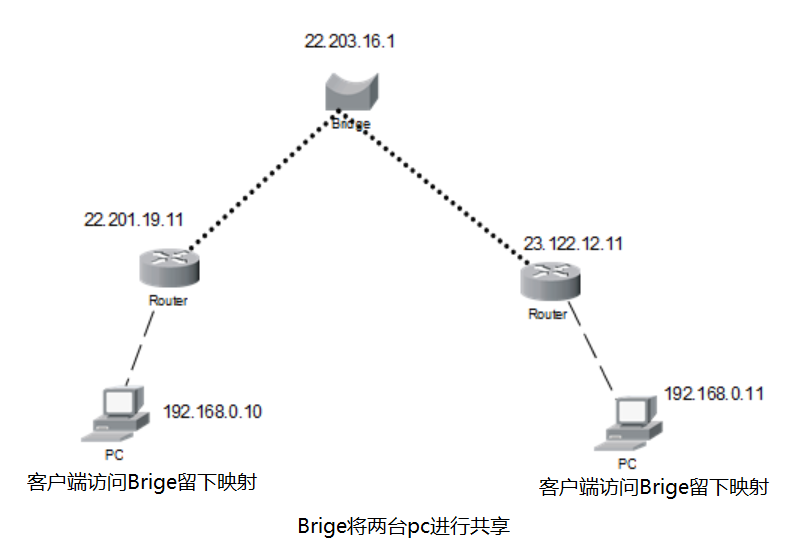 22.203.16.1
Bridge
22.201.19.11
23.122.12.11
Router
Router
192.168.0.10
192.168.0.11
PC
PC
客户端访问Brige留下映射
客户端访问Brige留下映射
Brige将两台pc进行共享